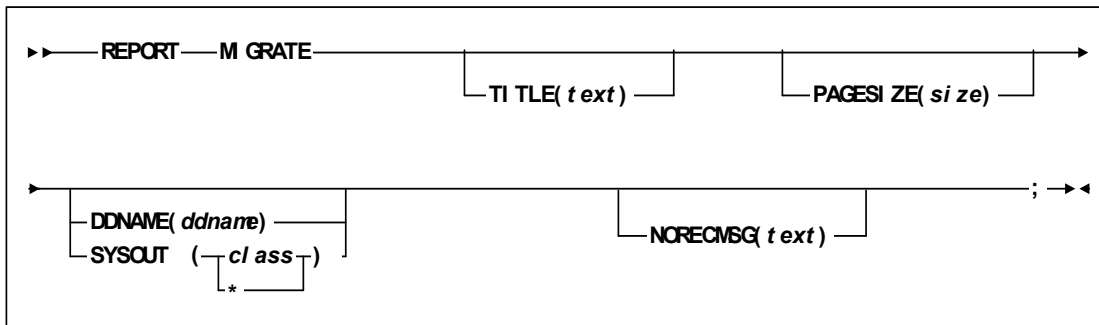 REPORT MIGRATE
TITLE(text) PAGESIZE(size)
DDNAME(ddname) ;
SYSOUT (class) NORECMSG(text)
*